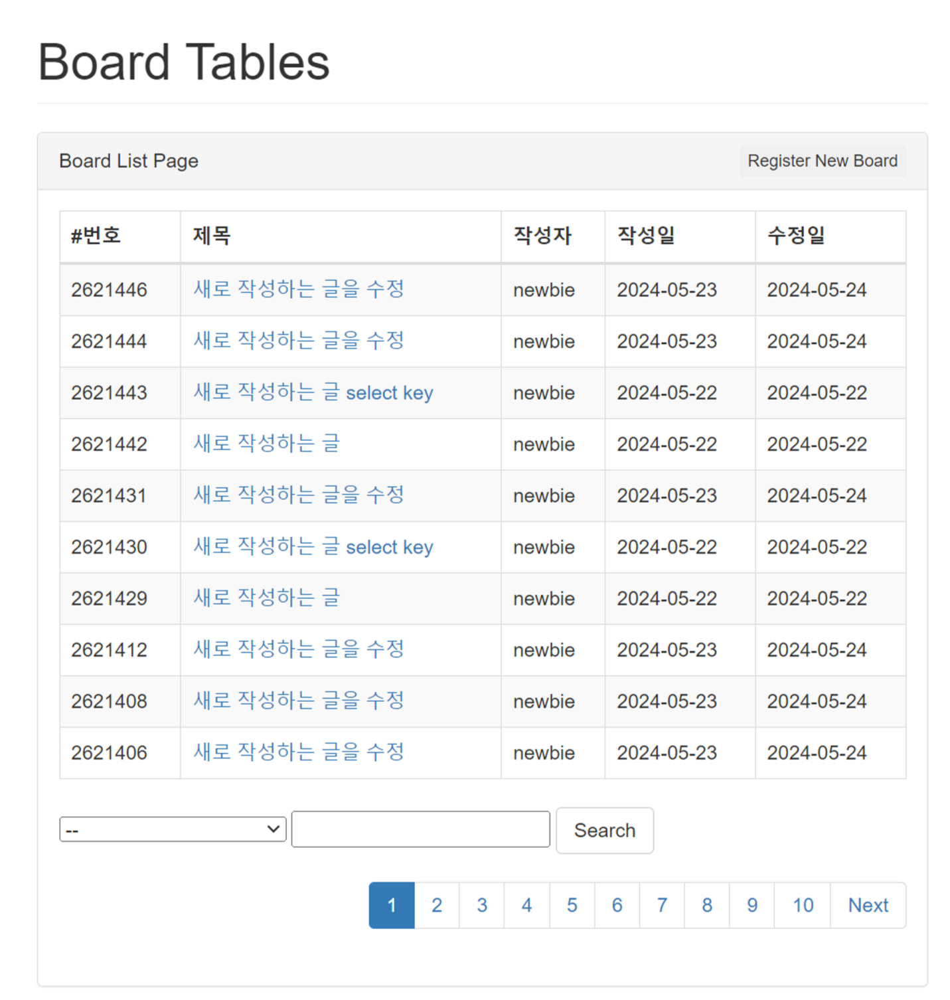 Board Tables
Board List Page Register New Board
#번호 제목 작성자 작성일 수정일
2621446 새로 작성하는 글을 수정 newbie 2024-05-23 2024-05-24
2621444 새로 작성하는 글을 수정 newbie 2024-05-23 2024-05-24
2621443 새로 작성하는 글 select key newbie 2024-05-22 2024-05-22
2621442 새로 작성하는 글 newbie 2024-05-22 2024-05-22
2621431 새로 작성하는 글을 수정 newbie 2024-05-23 2024-05-24
2621430 새로 작성하는 글 select key newbie 2024-05-22 2024-05-22
2621429 새로 작성하는 글 newbie 2024-05-22 2024-05-22
2621412 새로 작성하는 글을 수정 newbie 2024-05-23 2024-05-24
2621408 새로 작성하는 글을 수정 newbie 2024-05-23 2024-05-24
2621406 새로 작성하는 글을 수정 newbie 2024-05-23 2024-05-24
-- Search
1 2 3 4 5 6 7 8 9 10 Next